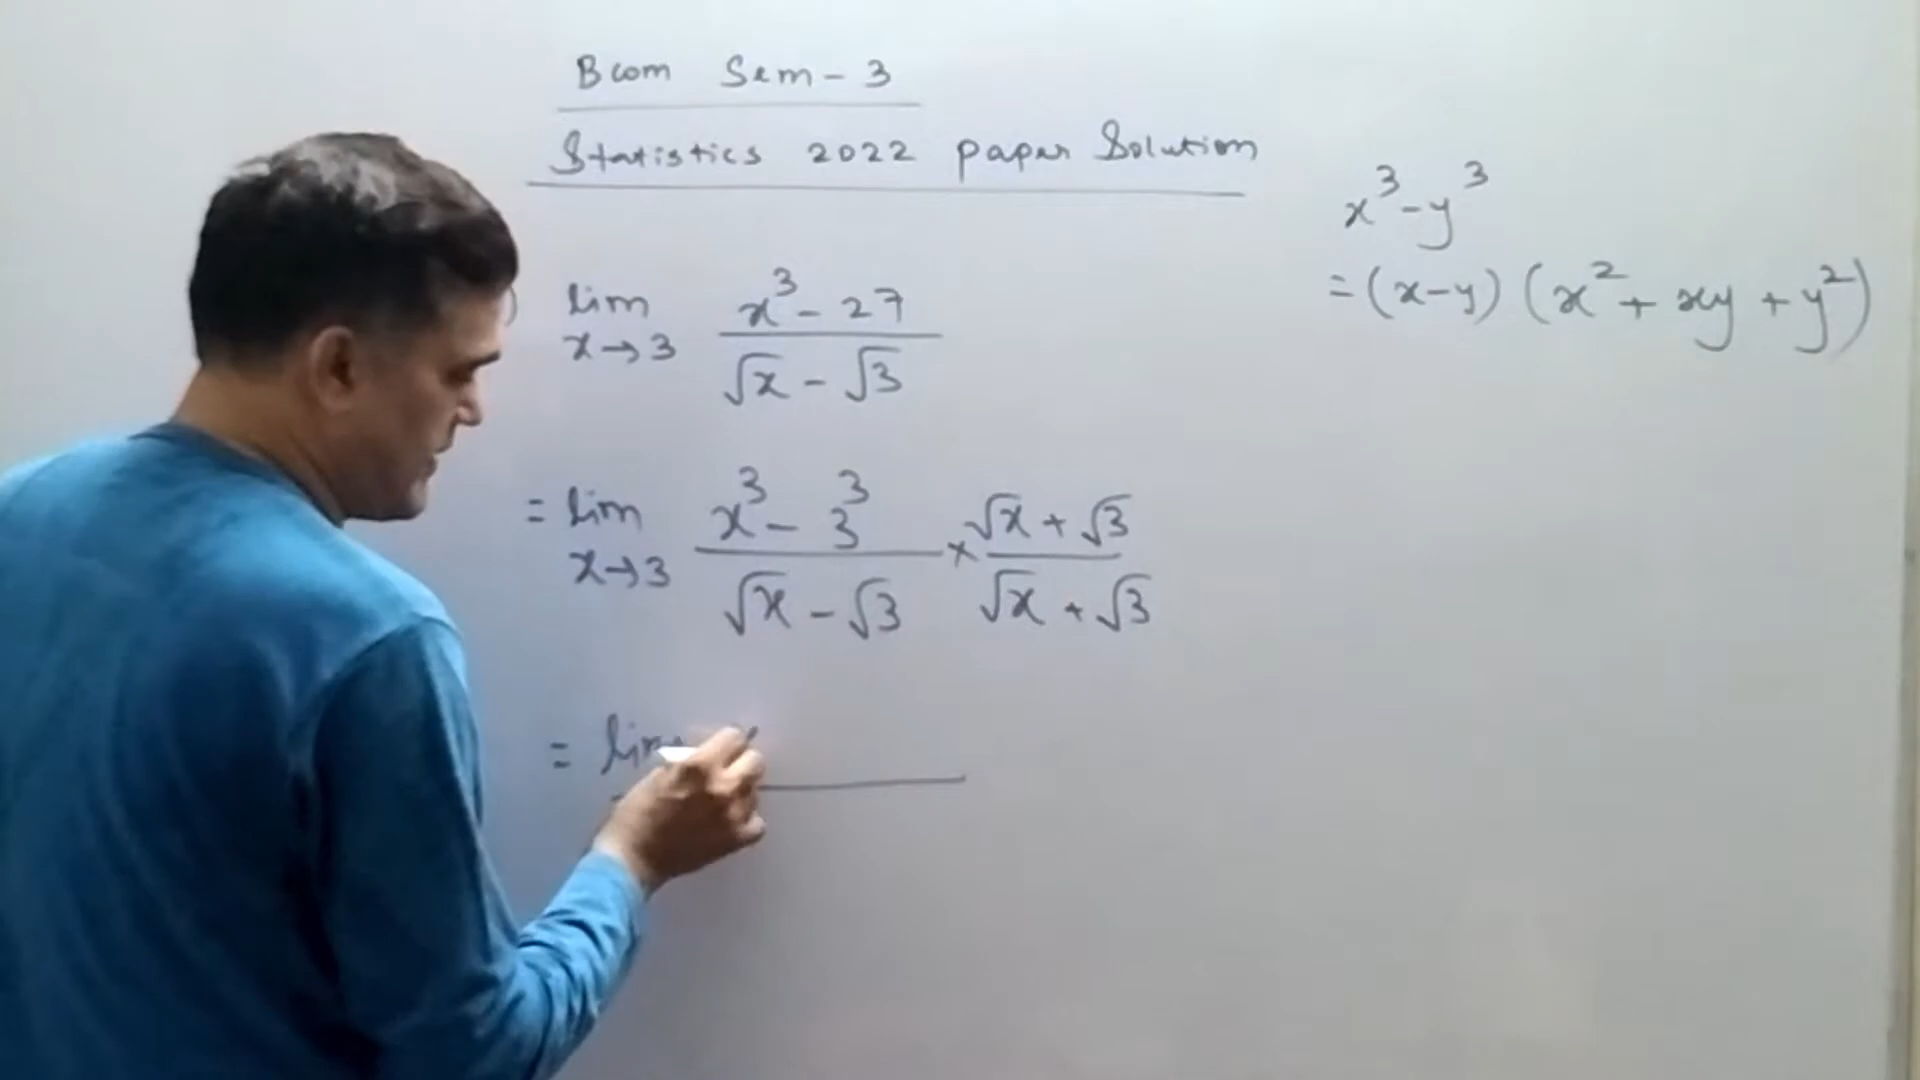 Bcom Sem-3
Statistics 2022 paper Solution
x³-y³
=(x-y)(x²+xy+y²)
lim x→3 (x³-27)/(√x-√3)
= lim x→3 (x³-3³)/(√x-√3) × (√x+√3)/(√x+√3)
= lim